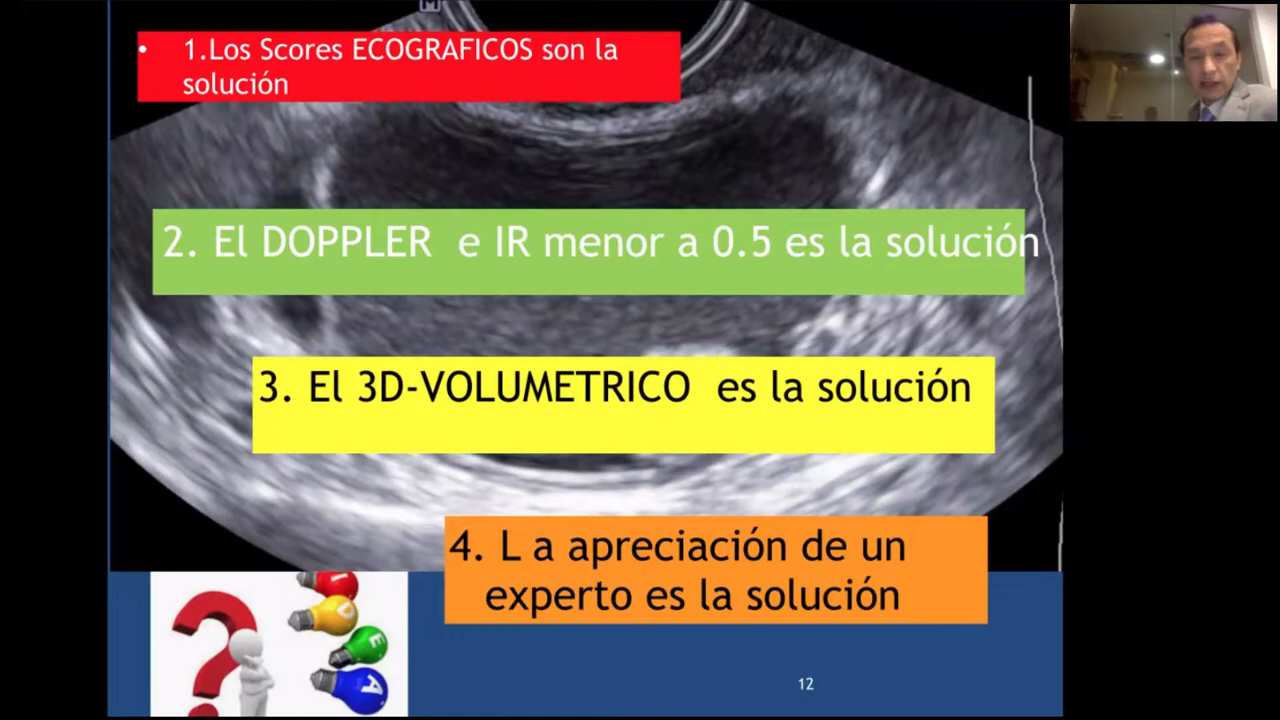 • 1.Los Scores ECOGRAFICOS son la
solución
2. El DOPPLER e IR menor a 0.5 es la solución
3. El 3D-VOLUMETRICO es la solución
4. L a apreciación de un
experto es la solución
I
D
E
A
12